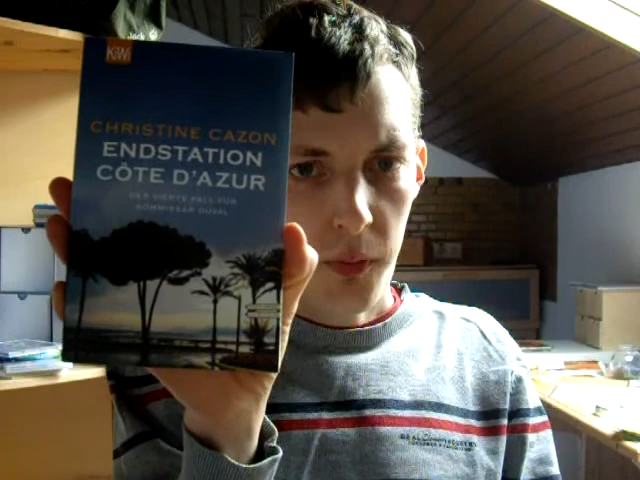 KiWi
CHRISTINE CAZON
ENDSTATION
CÔTE D'AZUR
DER VIERTE FALL FÜR
KOMMISSAR DUVAL